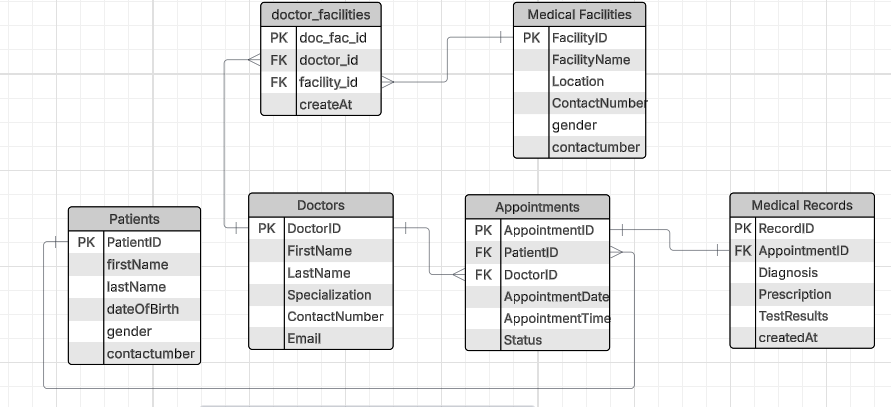 doctor_facilities
PK doc_fac_id
FK doctor_id
FK facility_id
createAt
Medical Facilities
PK FacilityID
FacilityName
Location
ContactNumber
gender
contactumber
Patients
PK PatientID
firstName
lastName
dateOfBirth
gender
contactumber
Doctors
PK DoctorID
FirstName
LastName
Specialization
ContactNumber
Email
Appointments
PK AppointmentID
FK PatientID
FK DoctorID
AppointmentDate
AppointmentTime
Status
Medical Records
PK RecordID
FK AppointmentID
Diagnosis
Prescription
TestResults
createdAt